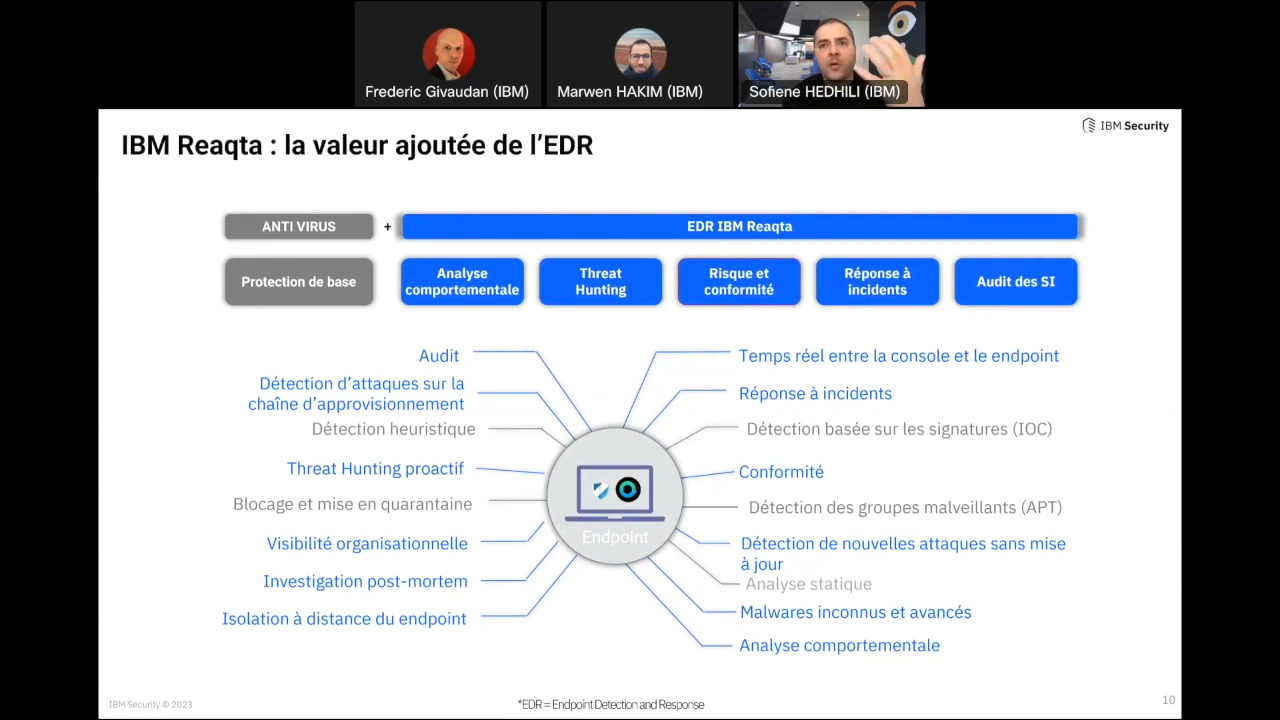 Frederic Givaudan (IBM)
Marwen HAKIM (IBM)
Sofiene HEDHILI (IBM)
IBM Security
IBM Reaqta : la valeur ajoutée de l’EDR
ANTI VIRUS
+
EDR IBM Reaqta
Protection de base
Analyse
comportementale
Threat
Hunting
Risque et
conformité
Réponse à
incidents
Audit des SI
Audit
Détection d’attaques sur la
chaîne d’approvisionnement
Détection heuristique
Threat Hunting proactif
Blocage et mise en quarantaine
Visibilité organisationnelle
Investigation post-mortem
Isolation à distance du endpoint
Endpoint
Temps réel entre la console et le endpoint
Réponse à incidents
Détection basée sur les signatures (IOC)
Conformité
Détection des groupes malveillants (APT)
Détection de nouvelles attaques sans mise
à jour
Analyse statique
Malwares inconnus et avancés
Analyse comportementale
IBM Security © 2023
*EDR = Endpoint Detection and Response
10